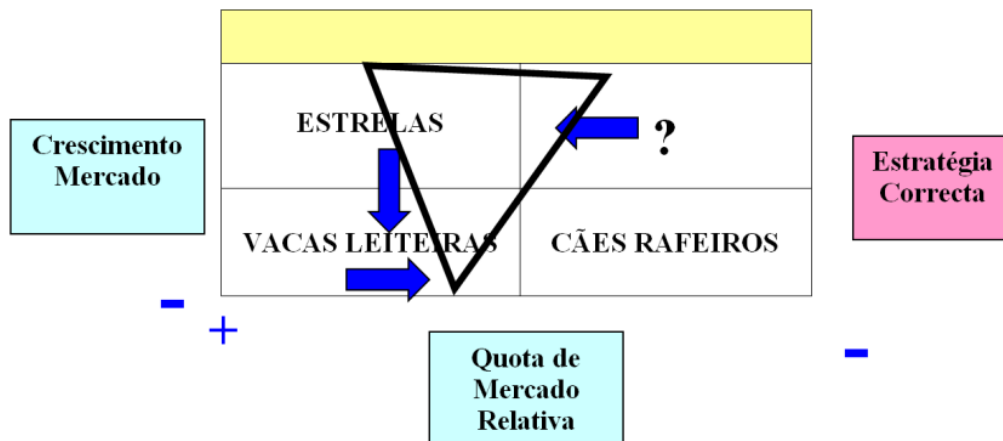 ESTRELAS
?
Crescimento
Mercado
Estratégia
Correcta
VACAS LEITEIRAS
CÃES RAFEIROS
-
+
-
Quota de
Mercado
Relativa